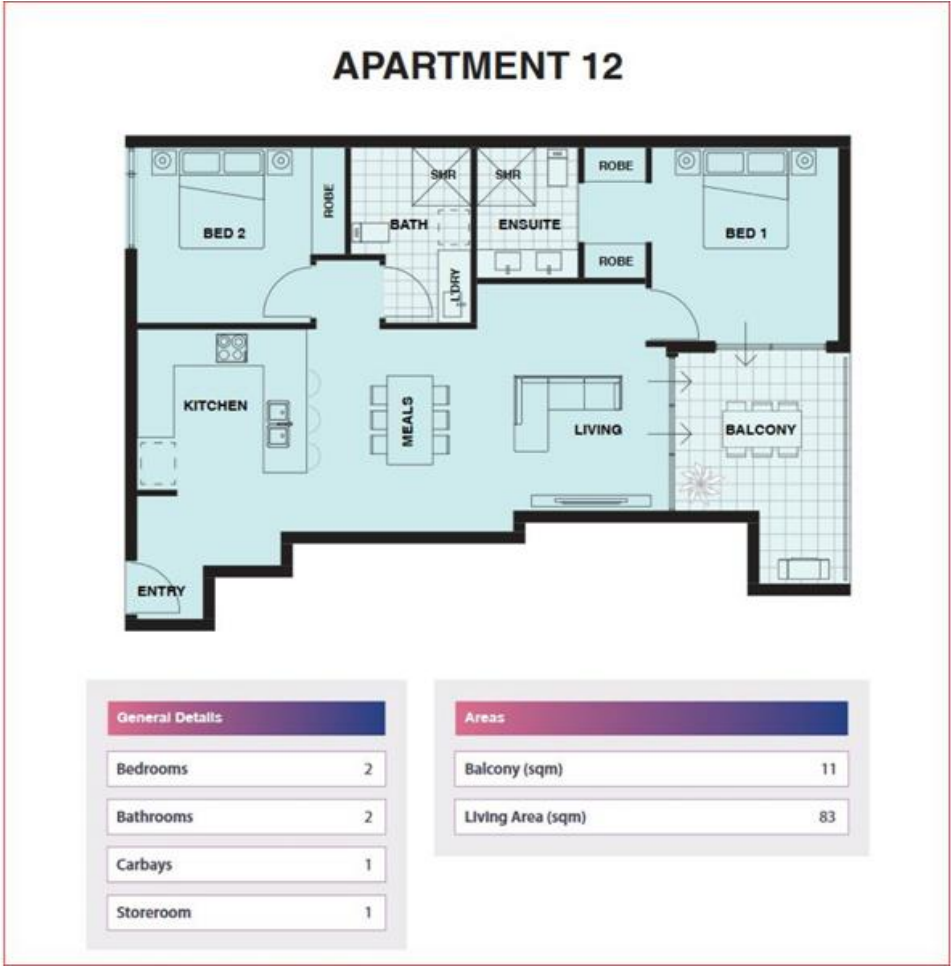 APARTMENT 12
ROBE
SHR
SHR
ROBE
BED 2
BATH
ENSUITE
BED 1
ROBE
L'DRY
KITCHEN
MEALS
LIVING
BALCONY
ENTRY
General Details
Bedrooms 2
Bathrooms 2
Carbays 1
Storeroom 1
Areas
Balcony (sqm) 11
Living Area (sqm) 83